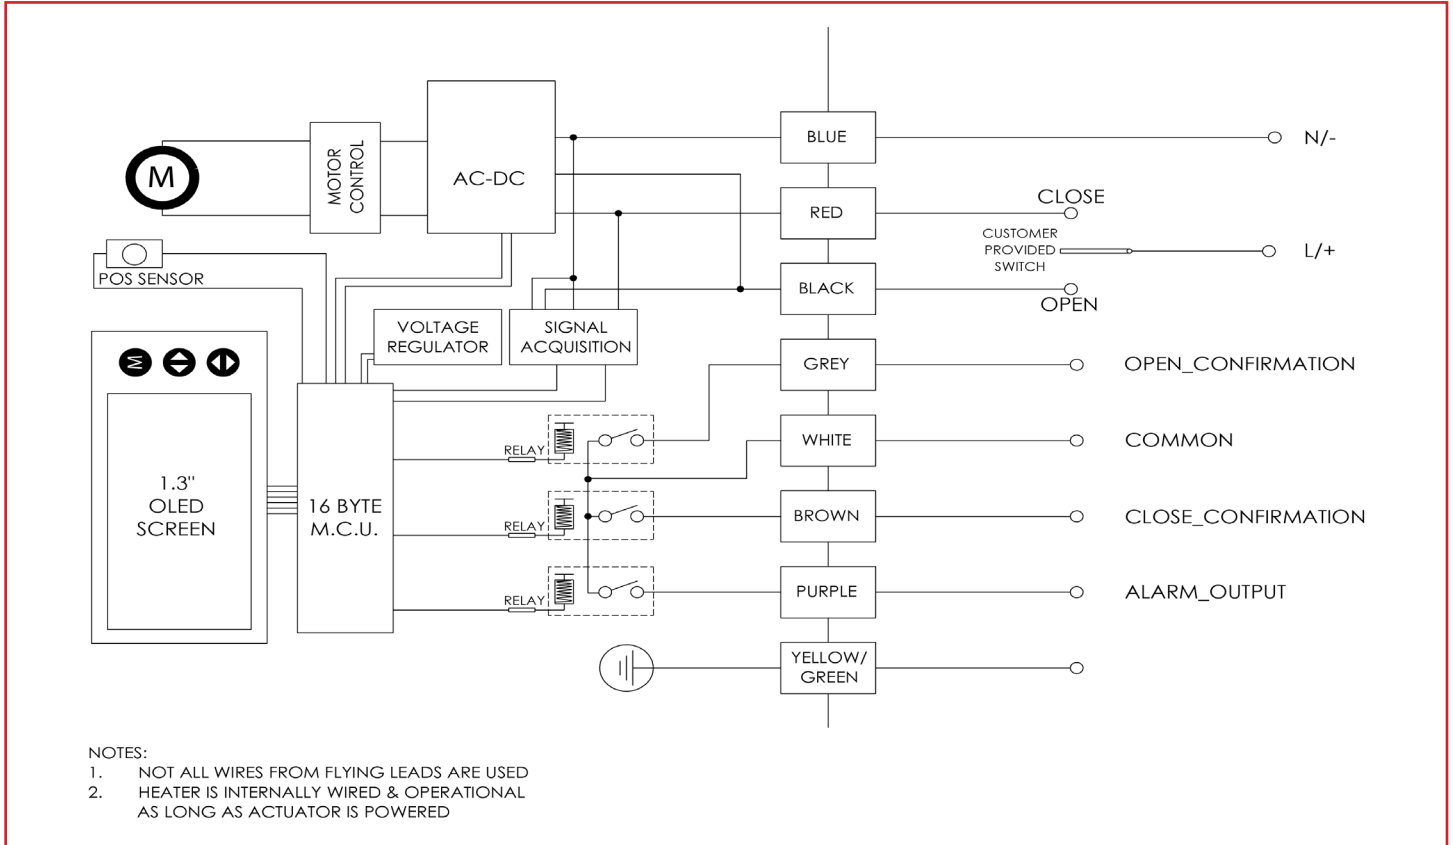 BLUE
N/-
MOTOR
CONTROL
AC-DC
M
CLOSE
RED
CUSTOMER
PROVIDED
SWITCH
L/+
POS SENSOR
BLACK
OPEN
VOLTAGE
REGULATOR
SIGNAL
ACQUISITION
M
GREY
OPEN_CONFIRMATION
RELAY
WHITE
COMMON
1.3"
OLED
SCREEN
16 BYTE
M.C.U.
RELAY
BROWN
CLOSE_CONFIRMATION
RELAY
PURPLE
ALARM_OUTPUT
YELLOW/
GREEN
NOTES:
1. NOT ALL WIRES FROM FLYING LEADS ARE USED
2. HEATER IS INTERNALLY WIRED & OPERATIONAL
AS LONG AS ACTUATOR IS POWERED